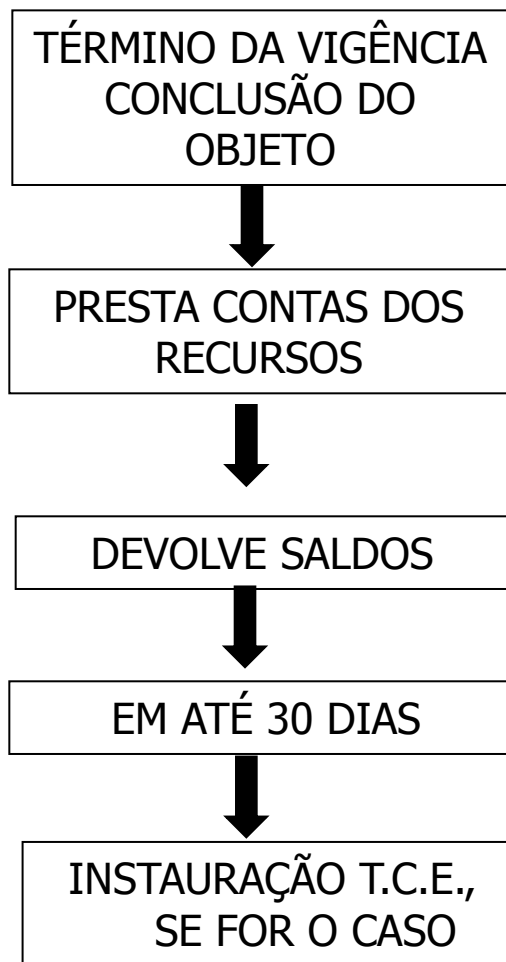 TÉRMINO DA VIGÊNCIA
CONCLUSÃO DO
OBJETO
PRESTA CONTAS DOS
RECURSOS
DEVOLVE SALDOS
EM ATÉ 30 DIAS
INSTAURAÇÃO T.C.E.,
SE FOR O CASO